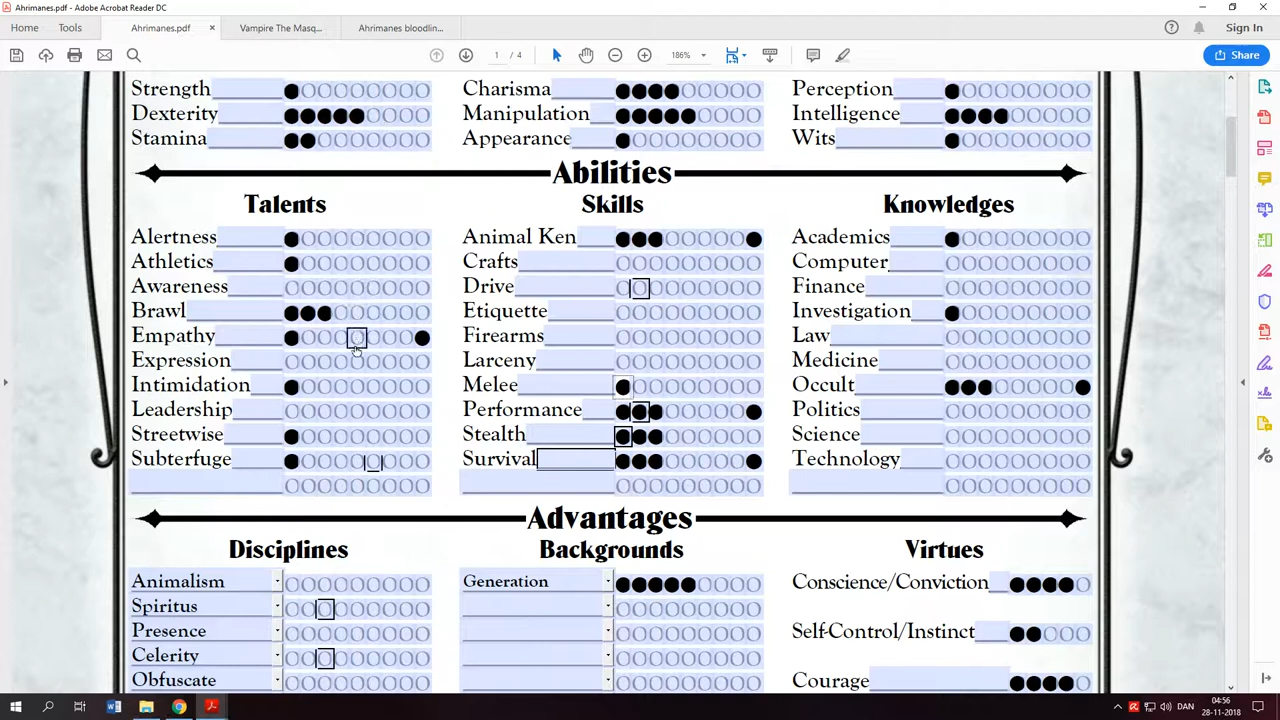 Ahrimanes.pdf - Adobe Acrobat Reader DC
Home Tools Ahrimanes.pdf × Vampire The Masq... Ahrimanes bloodlin... Sign In
1 / 4 186% Share
Strength Charisma Perception
Dexterity Manipulation Intelligence
Stamina Appearance Wits
Abilities
Talents Skills Knowledges
Alertness Animal Ken Academics
Athletics Crafts Computer
Awareness Drive Finance
Brawl Etiquette Investigation
Empathy Firearms Law
Expression Larceny Medicine
Intimidation Melee Occult
Leadership Performance Politics
Streetwise Stealth Science
Subterfuge Survival Technology
Advantages
Disciplines Backgrounds Virtues
Animalism Generation Conscience/Conviction
Spiritus
Presence Self-Control/Instinct
Celerity
Obfuscate Courage
DAN 04:56
28-11-2018